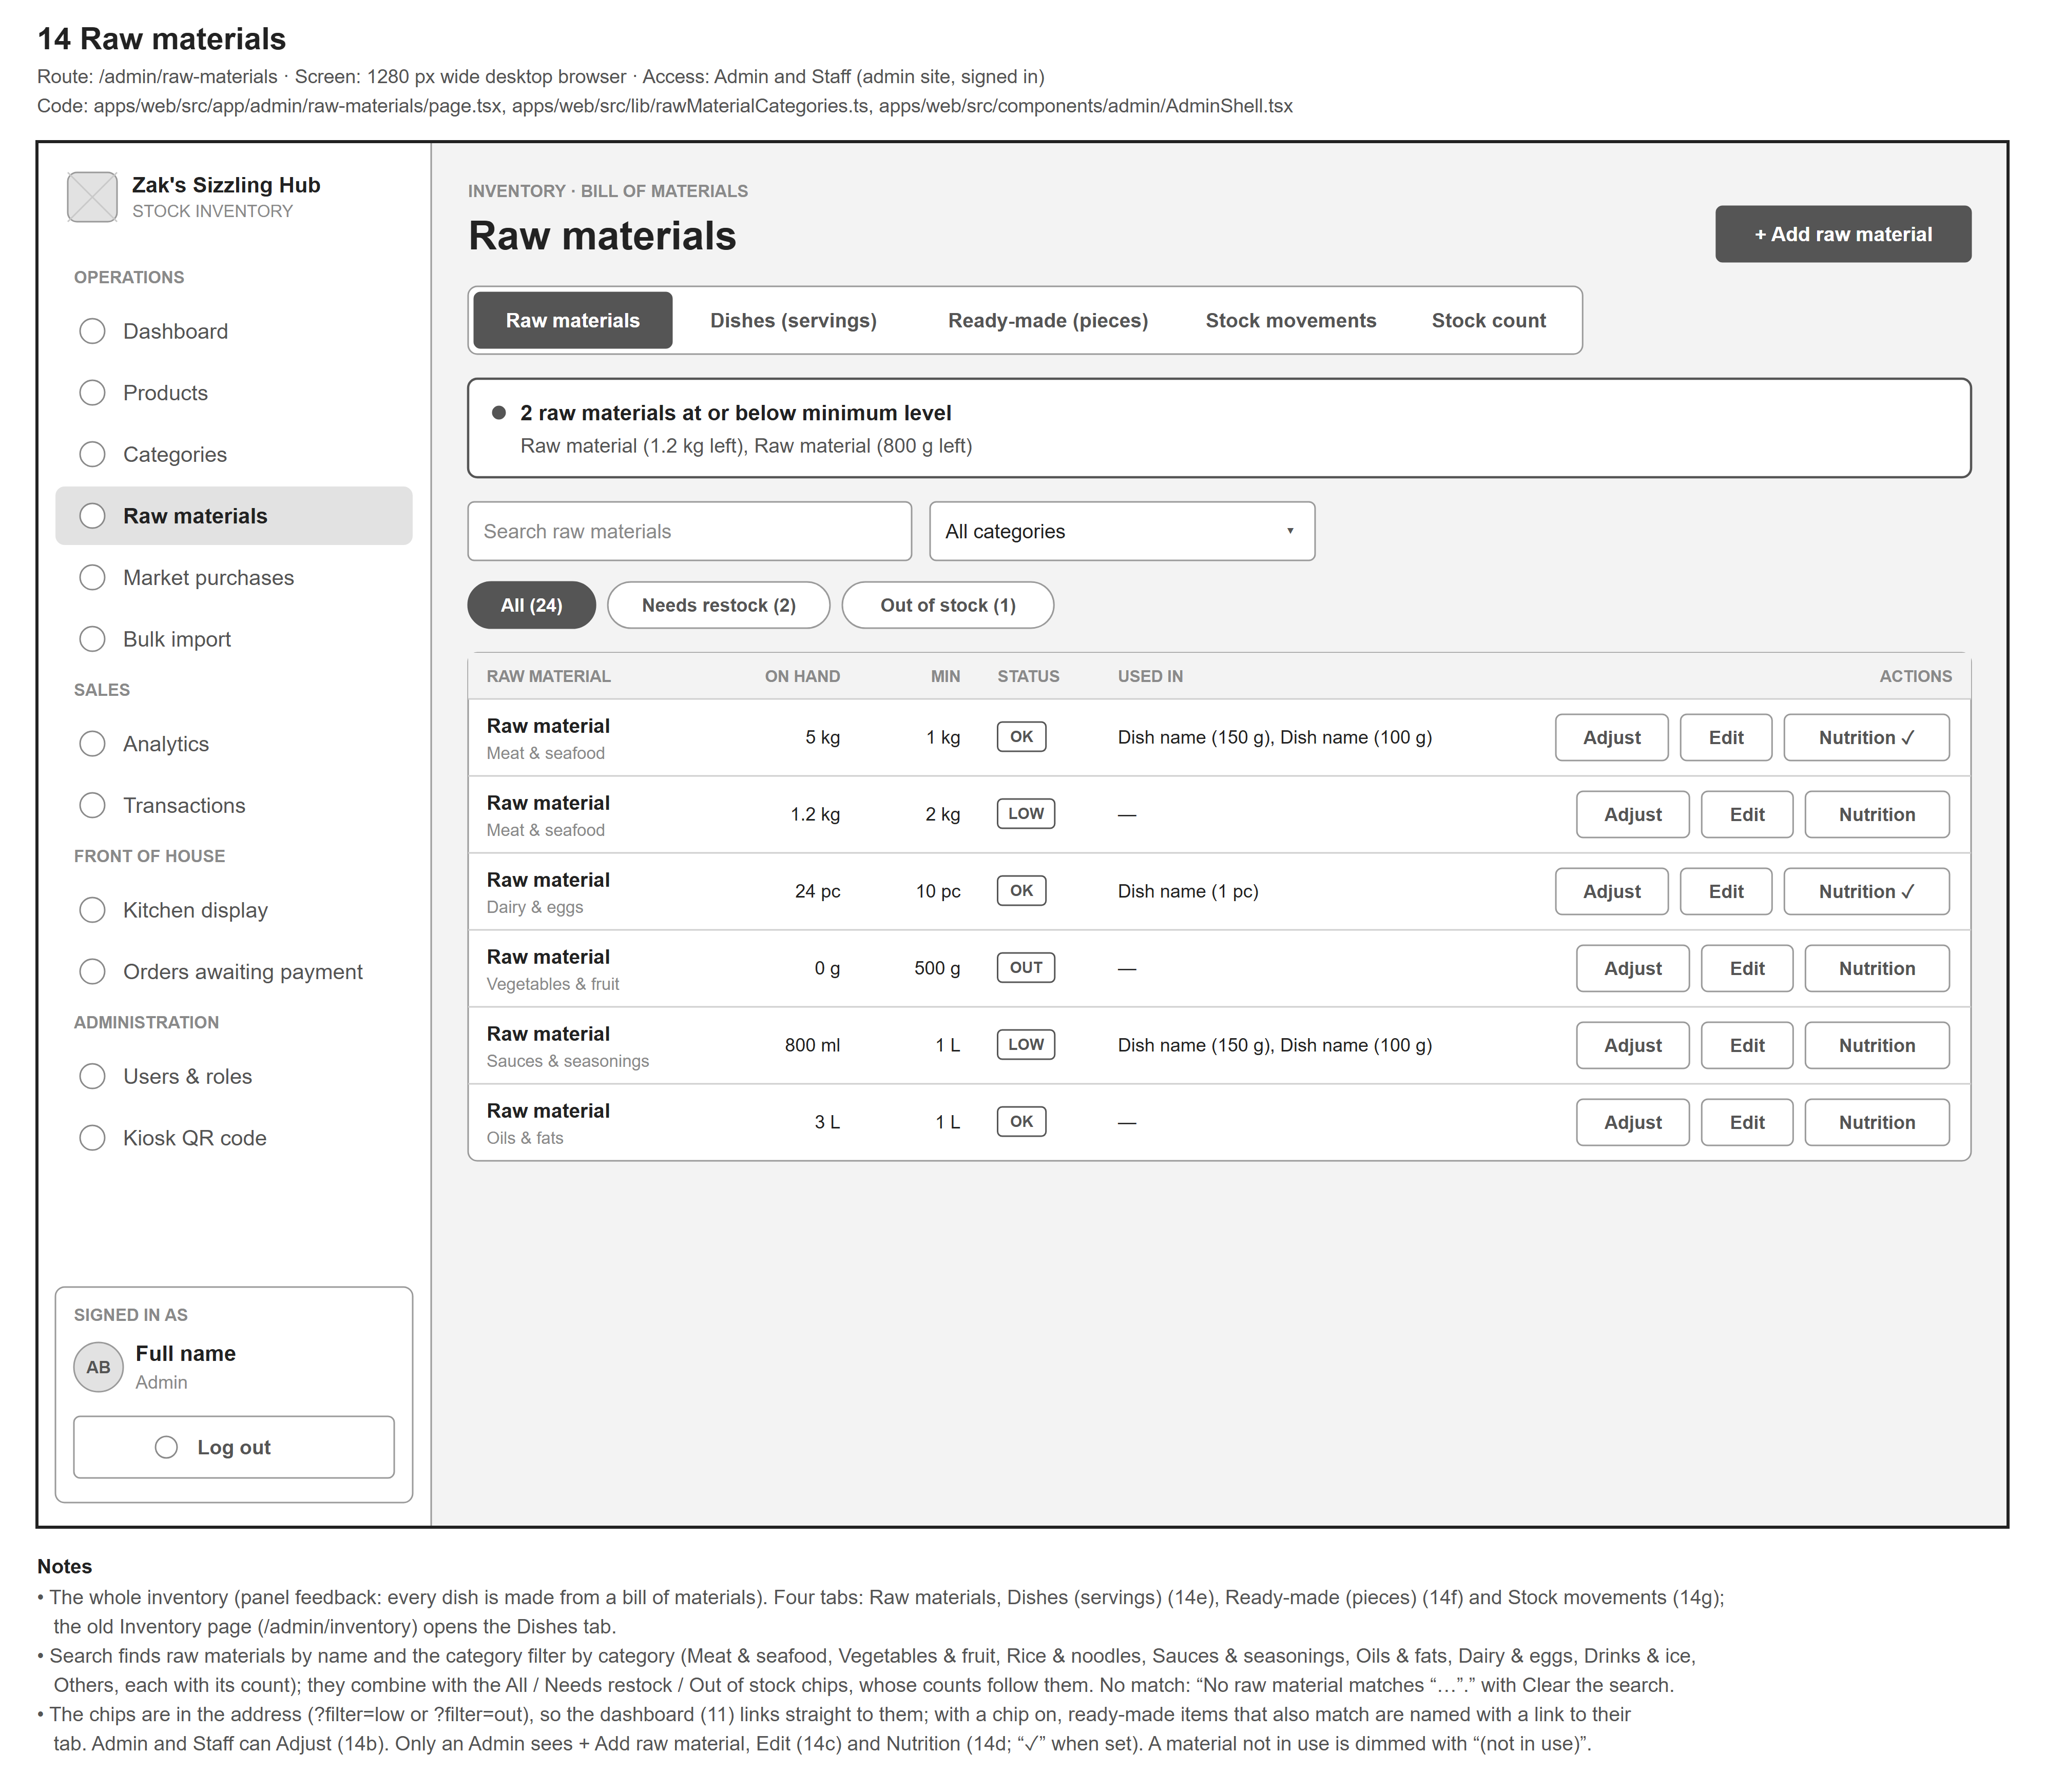 14 Raw materials
Route: /admin/raw-materials · Screen: 1280 px wide desktop browser · Access: Admin and Staff (admin site, signed in)
Code: apps/web/src/app/admin/raw-materials/page.tsx, apps/web/src/lib/rawMaterialCategories.ts, apps/web/src/components/admin/AdminShell.tsx
Zak's Sizzling Hub
STOCK INVENTORY
OPERATIONS
Dashboard
Products
Categories
Raw materials
Market purchases
Bulk import
SALES
Analytics
Transactions
FRONT OF HOUSE
Kitchen display
Orders awaiting payment
ADMINISTRATION
Users & roles
Kiosk QR code
SIGNED IN AS
AB
Full name
Admin
Log out
INVENTORY · BILL OF MATERIALS
Raw materials
+ Add raw material
Raw materials Dishes (servings) Ready-made (pieces) Stock movements Stock count
2 raw materials at or below minimum level
Raw material (1.2 kg left), Raw material (800 g left)
Search raw materials All categories ▾
All (24) Needs restock (2) Out of stock (1)
RAW MATERIAL ON HAND MIN STATUS USED IN ACTIONS
Raw material
Meat & seafood
5 kg 1 kg OK Dish name (150 g), Dish name (100 g) Adjust Edit Nutrition ✓
Raw material
Meat & seafood
1.2 kg 2 kg LOW — Adjust Edit Nutrition
Raw material
Dairy & eggs
24 pc 10 pc OK Dish name (1 pc) Adjust Edit Nutrition ✓
Raw material
Vegetables & fruit
0 g 500 g OUT — Adjust Edit Nutrition
Raw material
Sauces & seasonings
800 ml 1 L LOW Dish name (150 g), Dish name (100 g) Adjust Edit Nutrition
Raw material
Oils & fats
3 L 1 L OK — Adjust Edit Nutrition
Notes
• The whole inventory (panel feedback: every dish is made from a bill of materials). Four tabs: Raw materials, Dishes (servings) (14e), Ready-made (pieces) (14f) and Stock movements (14g);
the old Inventory page (/admin/inventory) opens the Dishes tab.
• Search finds raw materials by name and the category filter by category (Meat & seafood, Vegetables & fruit, Rice & noodles, Sauces & seasonings, Oils & fats, Dairy & eggs, Drinks & ice,
Others, each with its count); they combine with the All / Needs restock / Out of stock chips, whose counts follow them. No match: “No raw material matches “…”.” with Clear the search.
• The chips are in the address (?filter=low or ?filter=out), so the dashboard (11) links straight to them; with a chip on, ready-made items that also match are named with a link to their
tab. Admin and Staff can Adjust (14b). Only an Admin sees + Add raw material, Edit (14c) and Nutrition (14d; “✓” when set). A material not in use is dimmed with “(not in use)”.